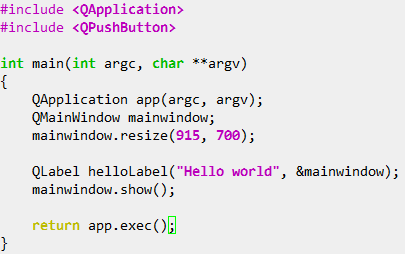 #include <QApplication>
#include <QPushButton>
int main(int argc, char **argv)
{
QApplication app(argc, argv);
QMainWindow mainwindow;
mainwindow.resize(915, 700);
QLabel helloLabel("Hello world", &mainwindow);
mainwindow.show();
return app.exec();
}